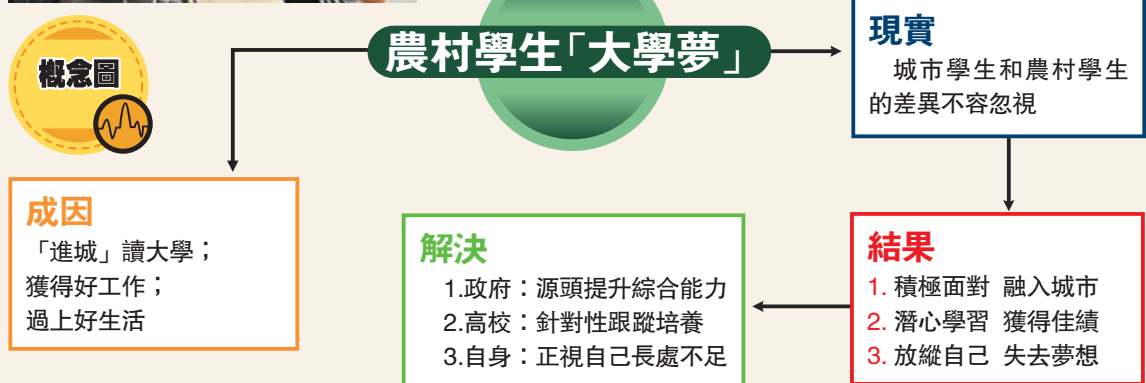 概念圖
農村學生「大學夢」
現實
城市學生和農村學生
的差異不容忽視
成因
「進城」讀大學；
獲得好工作；
過上好生活
解決
1.政府：源頭提升綜合能力
2.高校：針對性跟蹤培養
3.自身：正視自己長處不足
結果
1. 積極面對 融入城市
2. 潛心學習 獲得佳績
3. 放縱自己 失去夢想